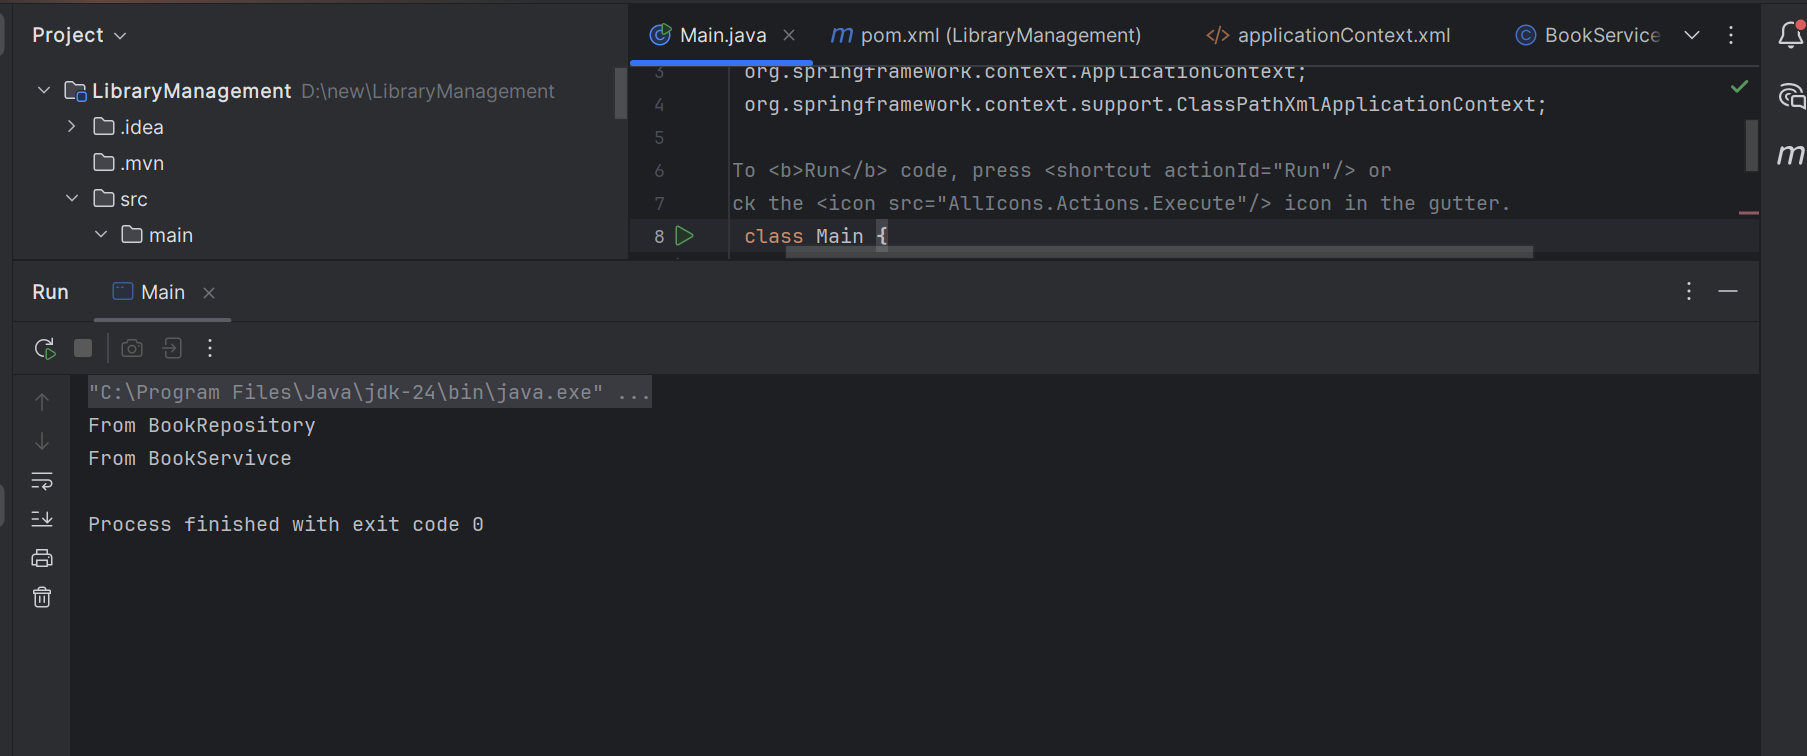 Project
LibraryManagement D:\new\LibraryManagement
.idea
.mvn
src
main
Main.java
pom.xml (LibraryManagement)
applicationContext.xml
BookService
3 org.springframework.context.ApplicationContext;
4 org.springframework.context.support.ClassPathXmlApplicationContext;
5
6 To <b>Run</b> code, press <shortcut actionId="Run"/> or
7 ck the <icon src="AllIcons.Actions.Execute"/> icon in the gutter.
8 class Main {
Run Main
"C:\Program Files\Java\jdk-24\bin\java.exe" ...
From BookRepository
From BookServivce
Process finished with exit code 0